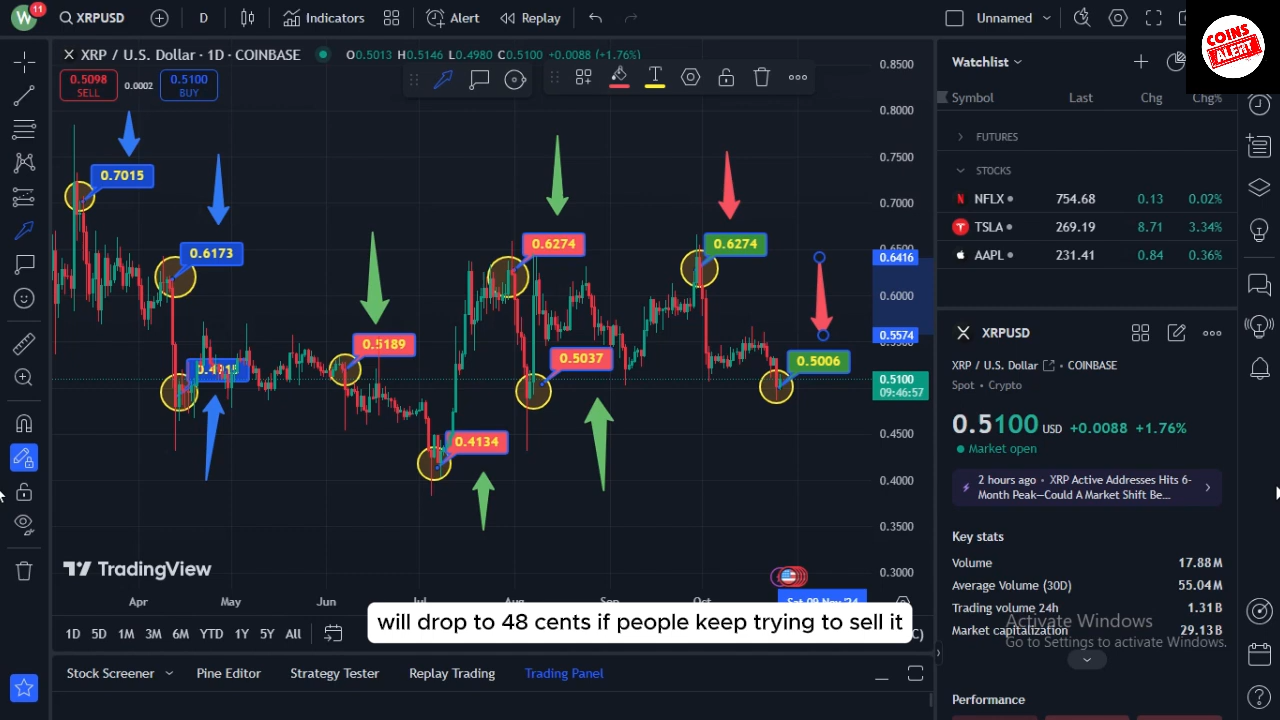 W 11 XRPUSD D Indicators Alert Replay Unnamed
COINS ALERT
XRP / U.S. Dollar · 1D · COINBASE O0.5013 H0.5146 L0.4980 C0.5100 +0.0088 (+1.76%)
0.5098 SELL 0.0002 0.5100 BUY
T
0.7015
0.6173
0.4915
0.5189
0.4134
0.6274
0.5037
0.6274
0.5006
0.8500
0.8000
0.7500
0.7000
0.6500
0.6416
0.6000
0.5574
0.5100
09:46:57
0.4500
0.4000
0.3500
0.3000
TradingView
Apr May Jun Jul Aug Sep Oct Sat 09 Nov '24
will drop to 48 cents if people keep trying to sell it
1D 5D 1M 3M 6M YTD 1Y 5Y All
Stock Screener Pine Editor Strategy Tester Replay Trading Trading Panel
Watchlist
Symbol Last Chg Chg%
FUTURES
STOCKS
NFLX 754.68 0.13 0.02%
TSLA 269.19 8.71 3.34%
AAPL 231.41 0.84 0.36%
XRPUSD
XRP / U.S. Dollar COINBASE
Spot · Crypto
0.5100 USD +0.0088 +1.76%
Market open
2 hours ago · XRP Active Addresses Hits 6-
Month Peak—Could A Market Shift Be...
Key stats
Volume 17.88M
Average Volume (30D) 55.04M
Trading volume 24h 1.31B
Market capitalization 29.13B
Activate Windows
Go to Settings to activate Windows.
Performance